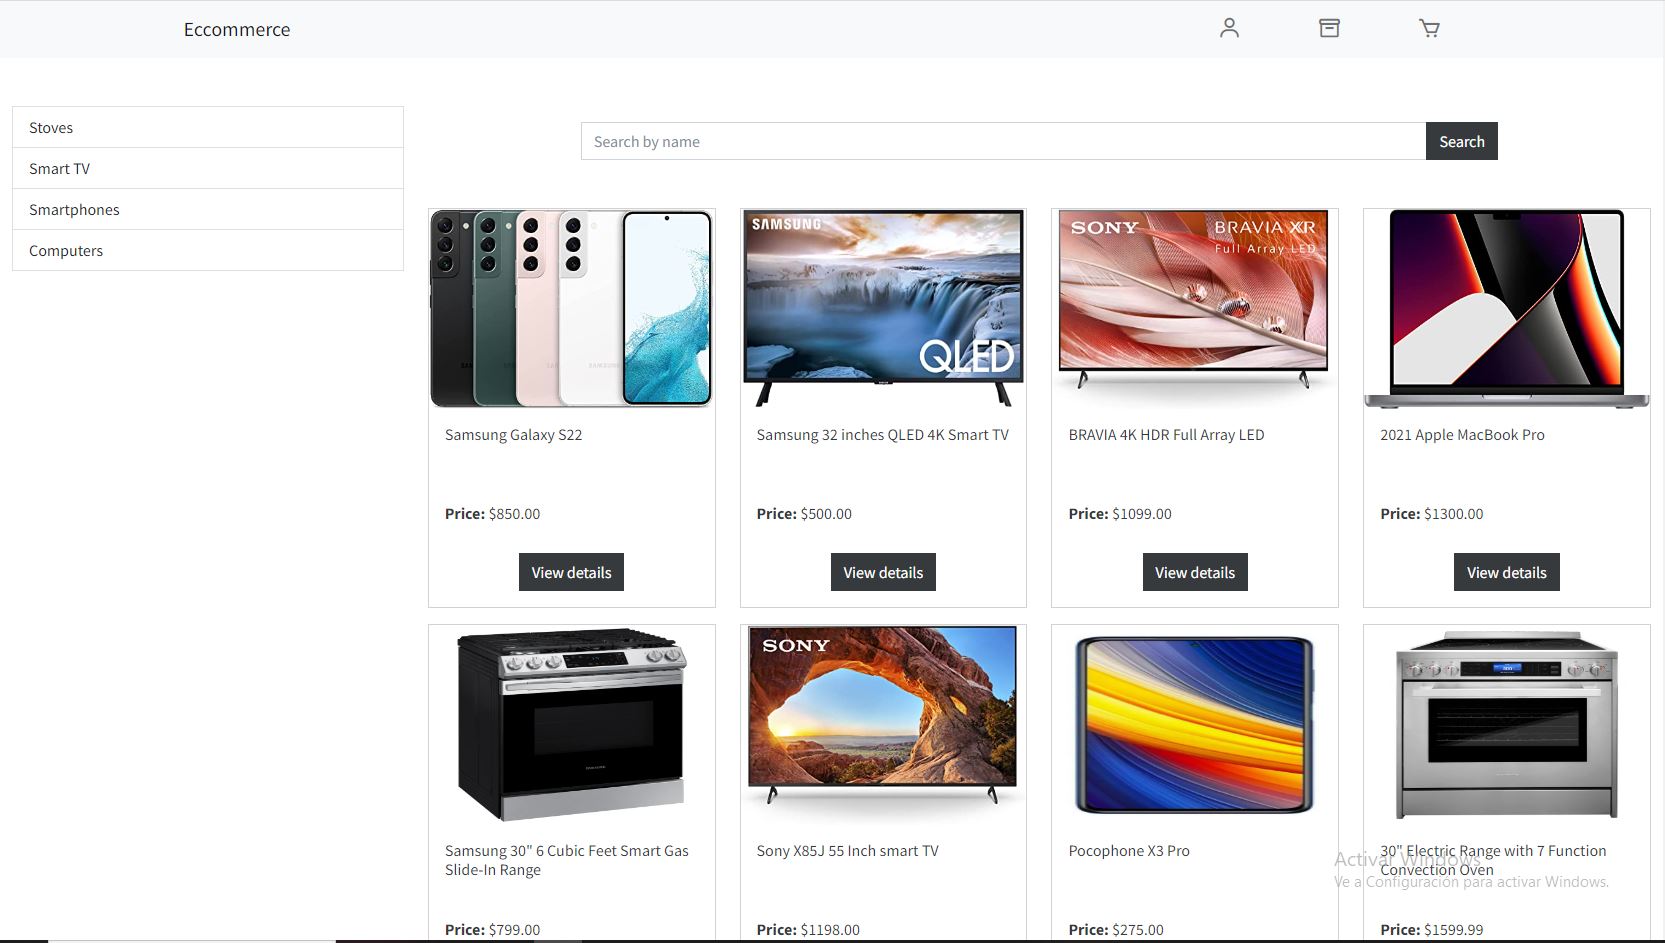 Eccommerce
Stoves
Smart TV
Smartphones
Computers
Search by name
Search
SAMSUNG
QLED
SONY
BRAVIA XR
Full Array LED
SAMSUNG
Samsung Galaxy S22
Samsung 32 inches QLED 4K Smart TV
BRAVIA 4K HDR Full Array LED
2021 Apple MacBook Pro
Price: $850.00
Price: $500.00
Price: $1099.00
Price: $1300.00
View details
View details
View details
View details
SONY
Samsung 30" 6 Cubic Feet Smart Gas
Slide-In Range
Sony X85J 55 Inch smart TV
Pocophone X3 Pro
30" Electric Range with 7 Function
Convection Oven
Activar Windows
Ve a Configuración para activar Windows.
Price: $799.00
Price: $1198.00
Price: $275.00
Price: $1599.99